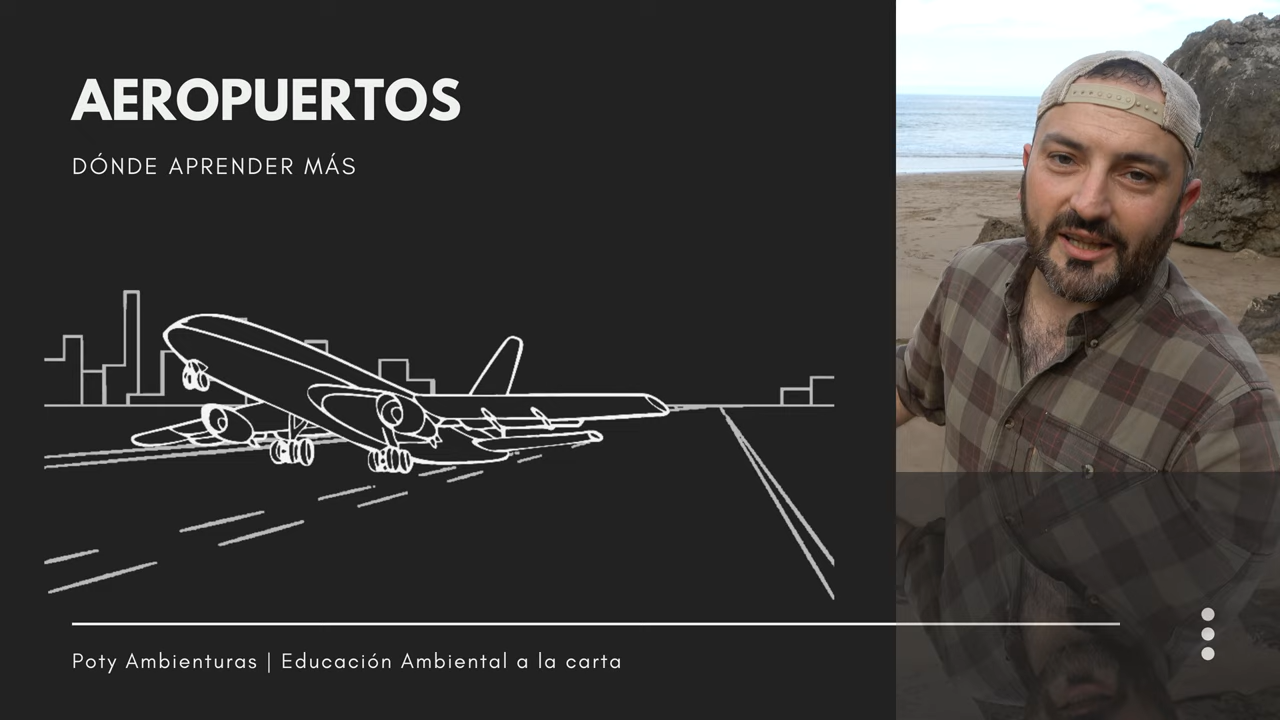 AEROPUERTOS
DÓNDE APRENDER MÁS
Poty Ambienturas | Educación Ambiental a la carta